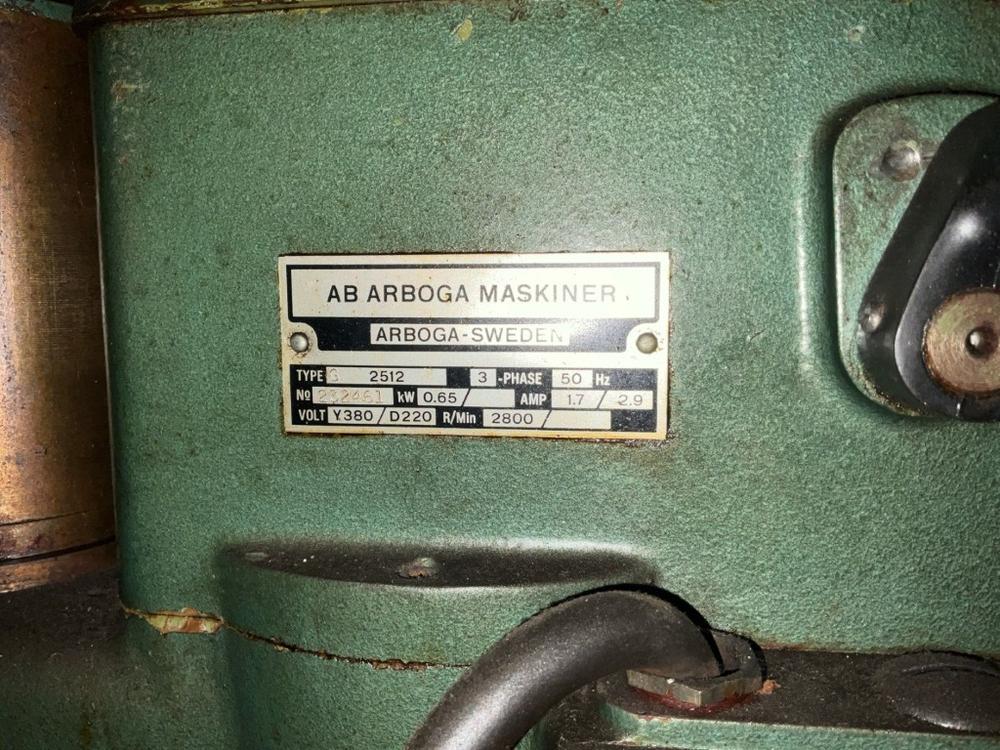 AB ARBOGA MASKINER
ARBOGA-SWEDEN
TYPE G 2512 3 -PHASE 50 Hz
No 232461 kW 0.65 / AMP 1.7 / 2.9
VOLT Y380 / D220 R/Min 2800 /